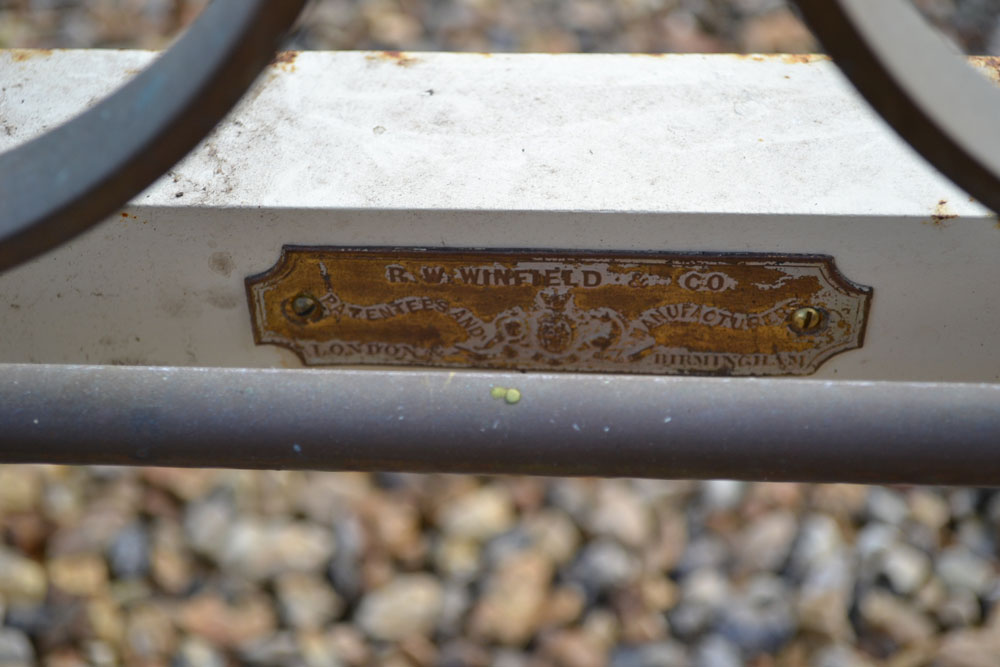 R. W. WINFIELD & CO.
PATENTEES AND MANUFACTURERS
LONDON & BIRMINGHAM